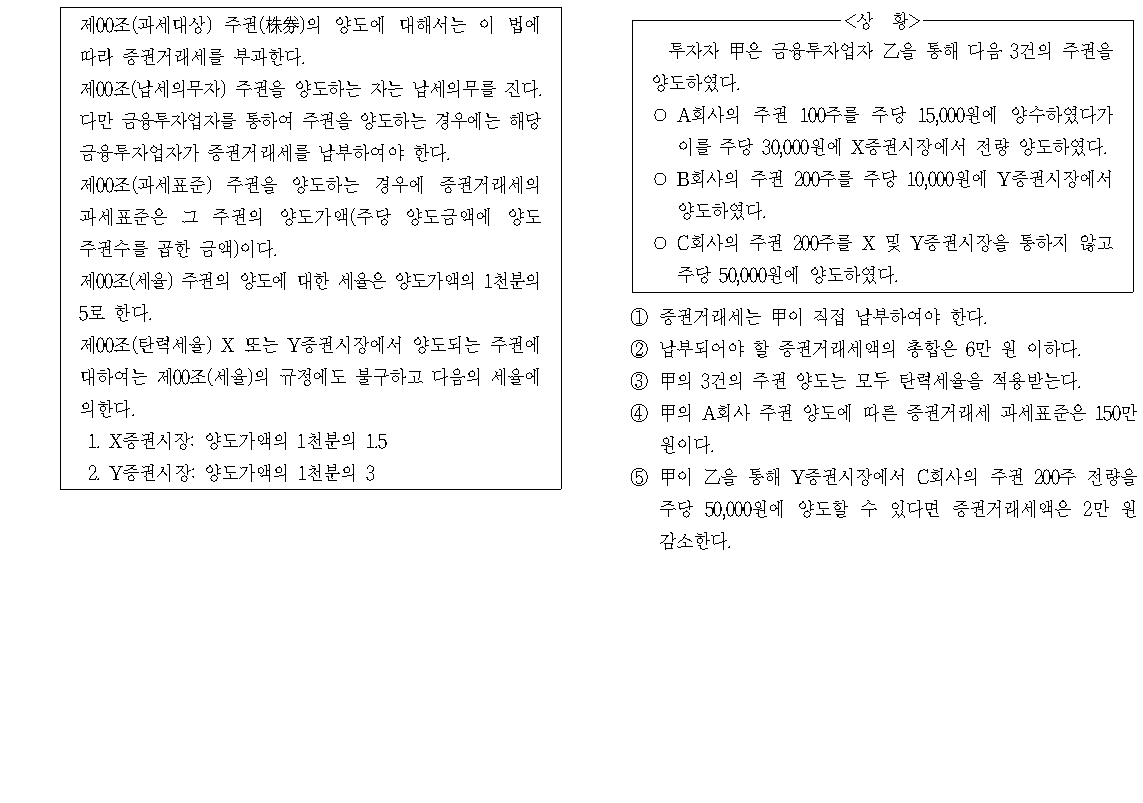 제00조(과세대상) 주권(株券)의 양도에 대해서는 이 법에
따라 증권거래세를 부과한다.
제00조(납세의무자) 주권을 양도하는 자는 납세의무를 진다.
다만 금융투자업자를 통하여 주권을 양도하는 경우에는 해당
금융투자업자가 증권거래세를 납부하여야 한다.
제00조(과세표준) 주권을 양도하는 경우에 증권거래세의
과세표준은 그 주권의 양도가액(주당 양도금액에 양도
주권수를 곱한 금액)이다.
제00조(세율) 주권의 양도에 대한 세율은 양도가액의 1천분의
5로 한다.
제00조(탄력세율) X 또는 Y증권시장에서 양도되는 주권에
대하여는 제00조(세율)의 규정에도 불구하고 다음의 세율에
의한다.
1. X증권시장: 양도가액의 1천분의 1.5
2. Y증권시장: 양도가액의 1천분의 3
<상 황>
투자자 甲은 금융투자업자 乙을 통해 다음 3건의 주권을
양도하였다.
○ A회사의 주권 100주를 주당 15,000원에 양수하였다가
이를 주당 30,000원에 X증권시장에서 전량 양도하였다.
○ B회사의 주권 200주를 주당 10,000원에 Y증권시장에서
양도하였다.
○ C회사의 주권 200주를 X 및 Y증권시장을 통하지 않고
주당 50,000원에 양도하였다.
① 증권거래세는 甲이 직접 납부하여야 한다.
② 납부되어야 할 증권거래세액의 총합은 6만 원 이하다.
③ 甲의 3건의 주권 양도는 모두 탄력세율을 적용받는다.
④ 甲의 A회사 주권 양도에 따른 증권거래세 과세표준은 150만
원이다.
⑤ 甲이 乙을 통해 Y증권시장에서 C회사의 주권 200주 전량을
주당 50,000원에 양도할 수 있다면 증권거래세액은 2만 원
감소한다.